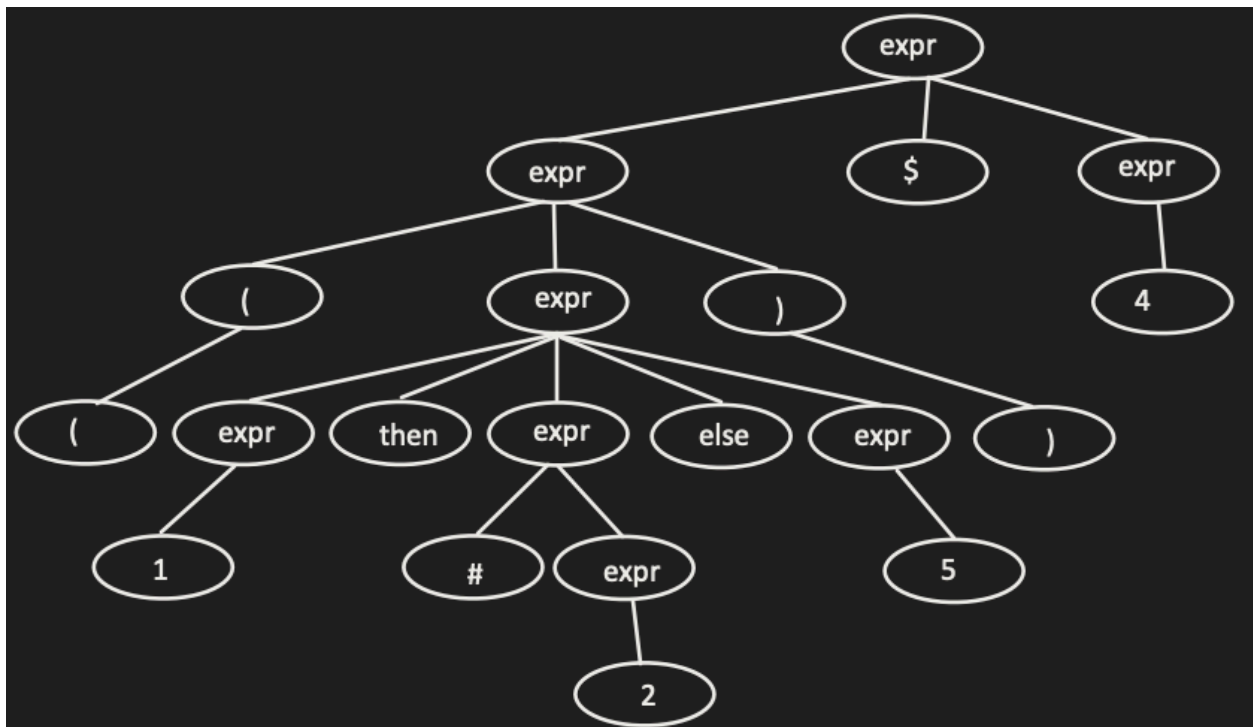 expr
expr $ expr
( expr ) 4
( expr then expr else expr )
1 # expr 5
2